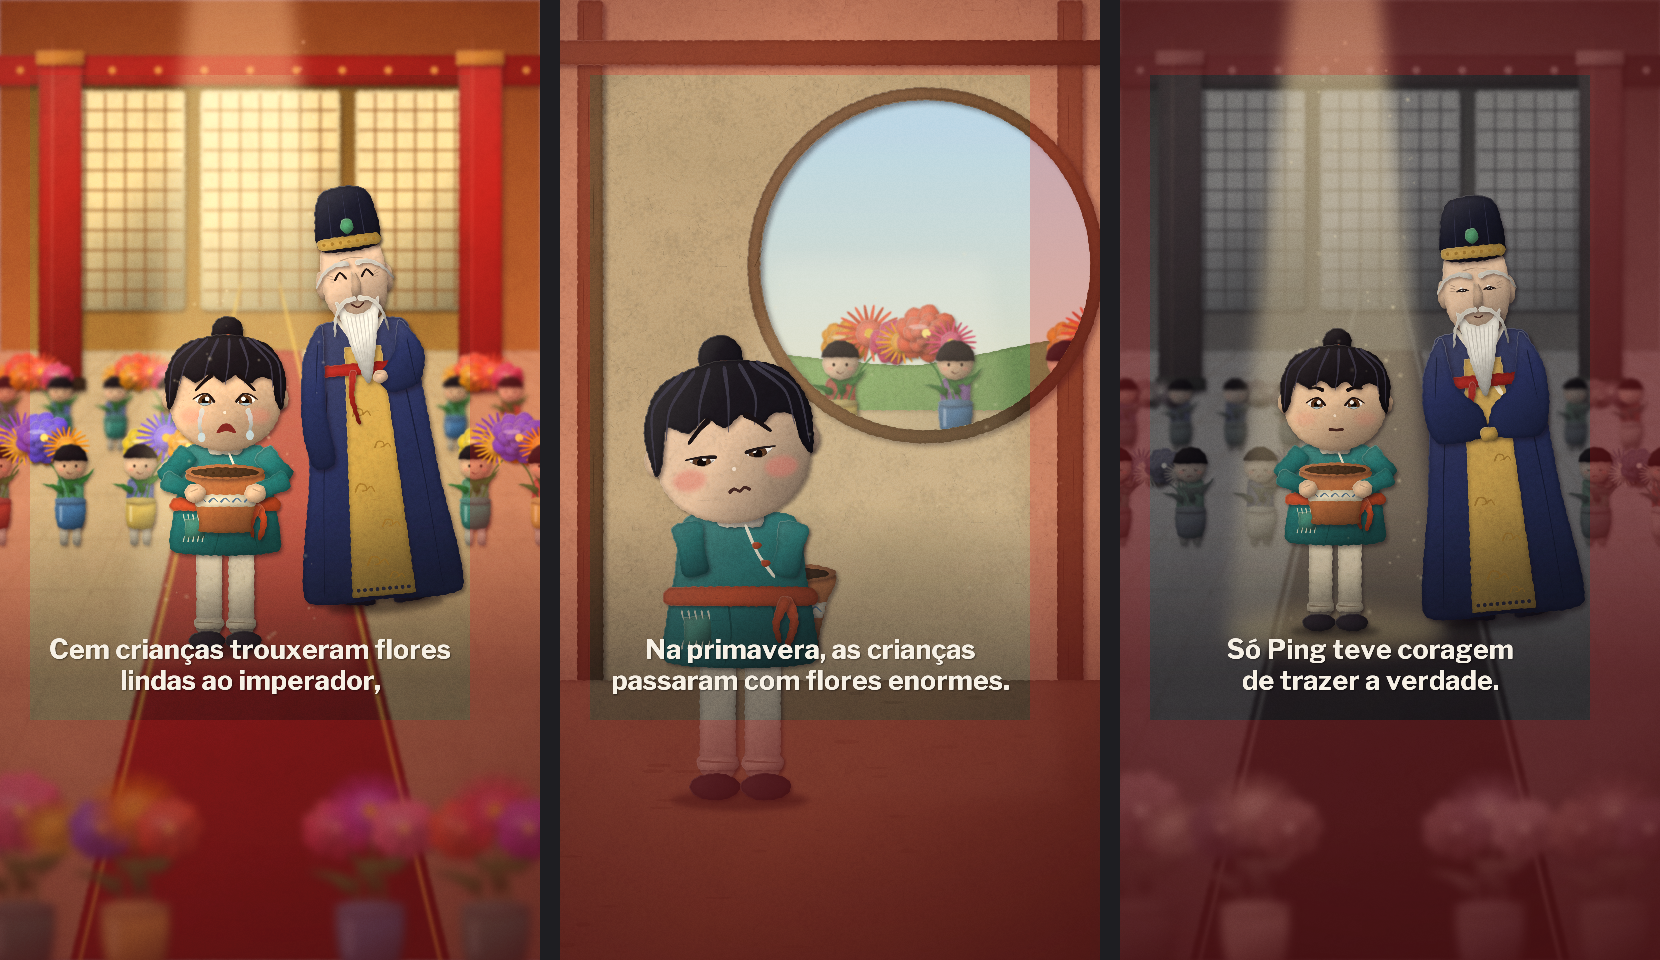 Cem crianças trouxeram flores
lindas ao imperador,
Na primavera, as crianças
passaram com flores enormes.
Só Ping teve coragem
de trazer a verdade.